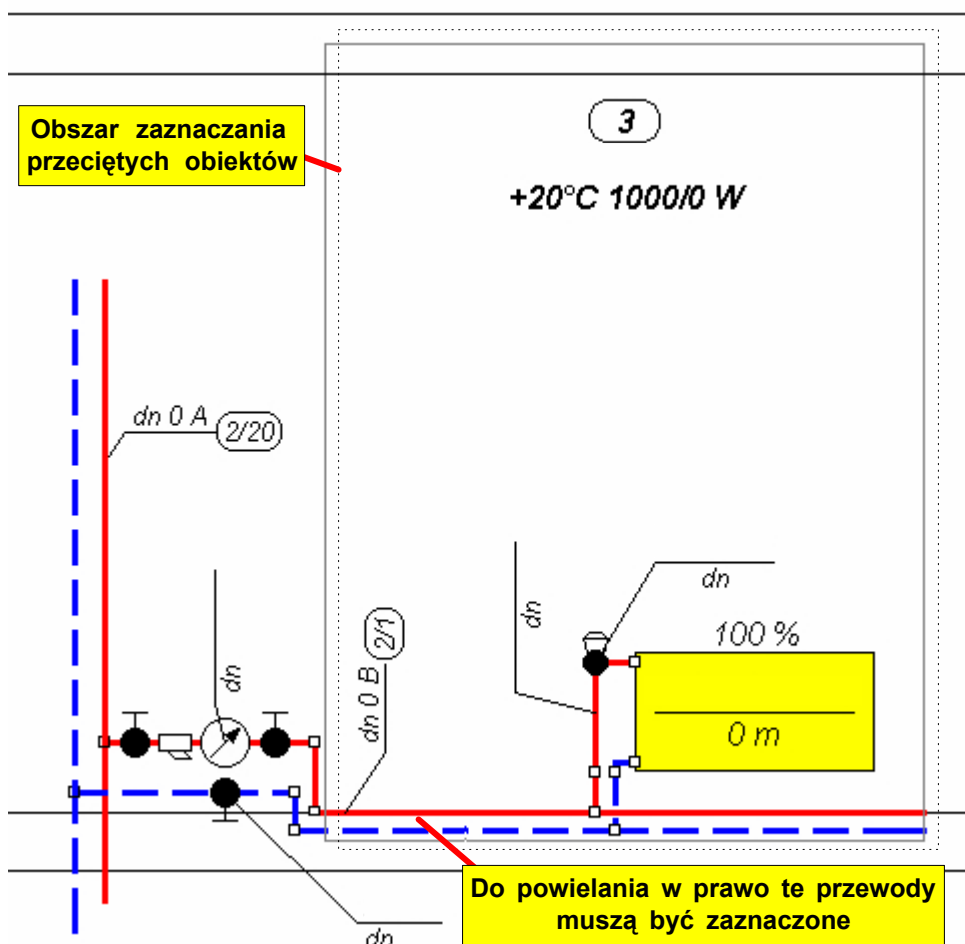 Obszar zaznaczania
przeciętych obiektów
3
+20°C 1000/0 W
dn 0 A 2/20
dn
dn 0 B 2/1
dn
dn
100 %
0 m
Do powielania w prawo te przewody
muszą być zaznaczone
dn